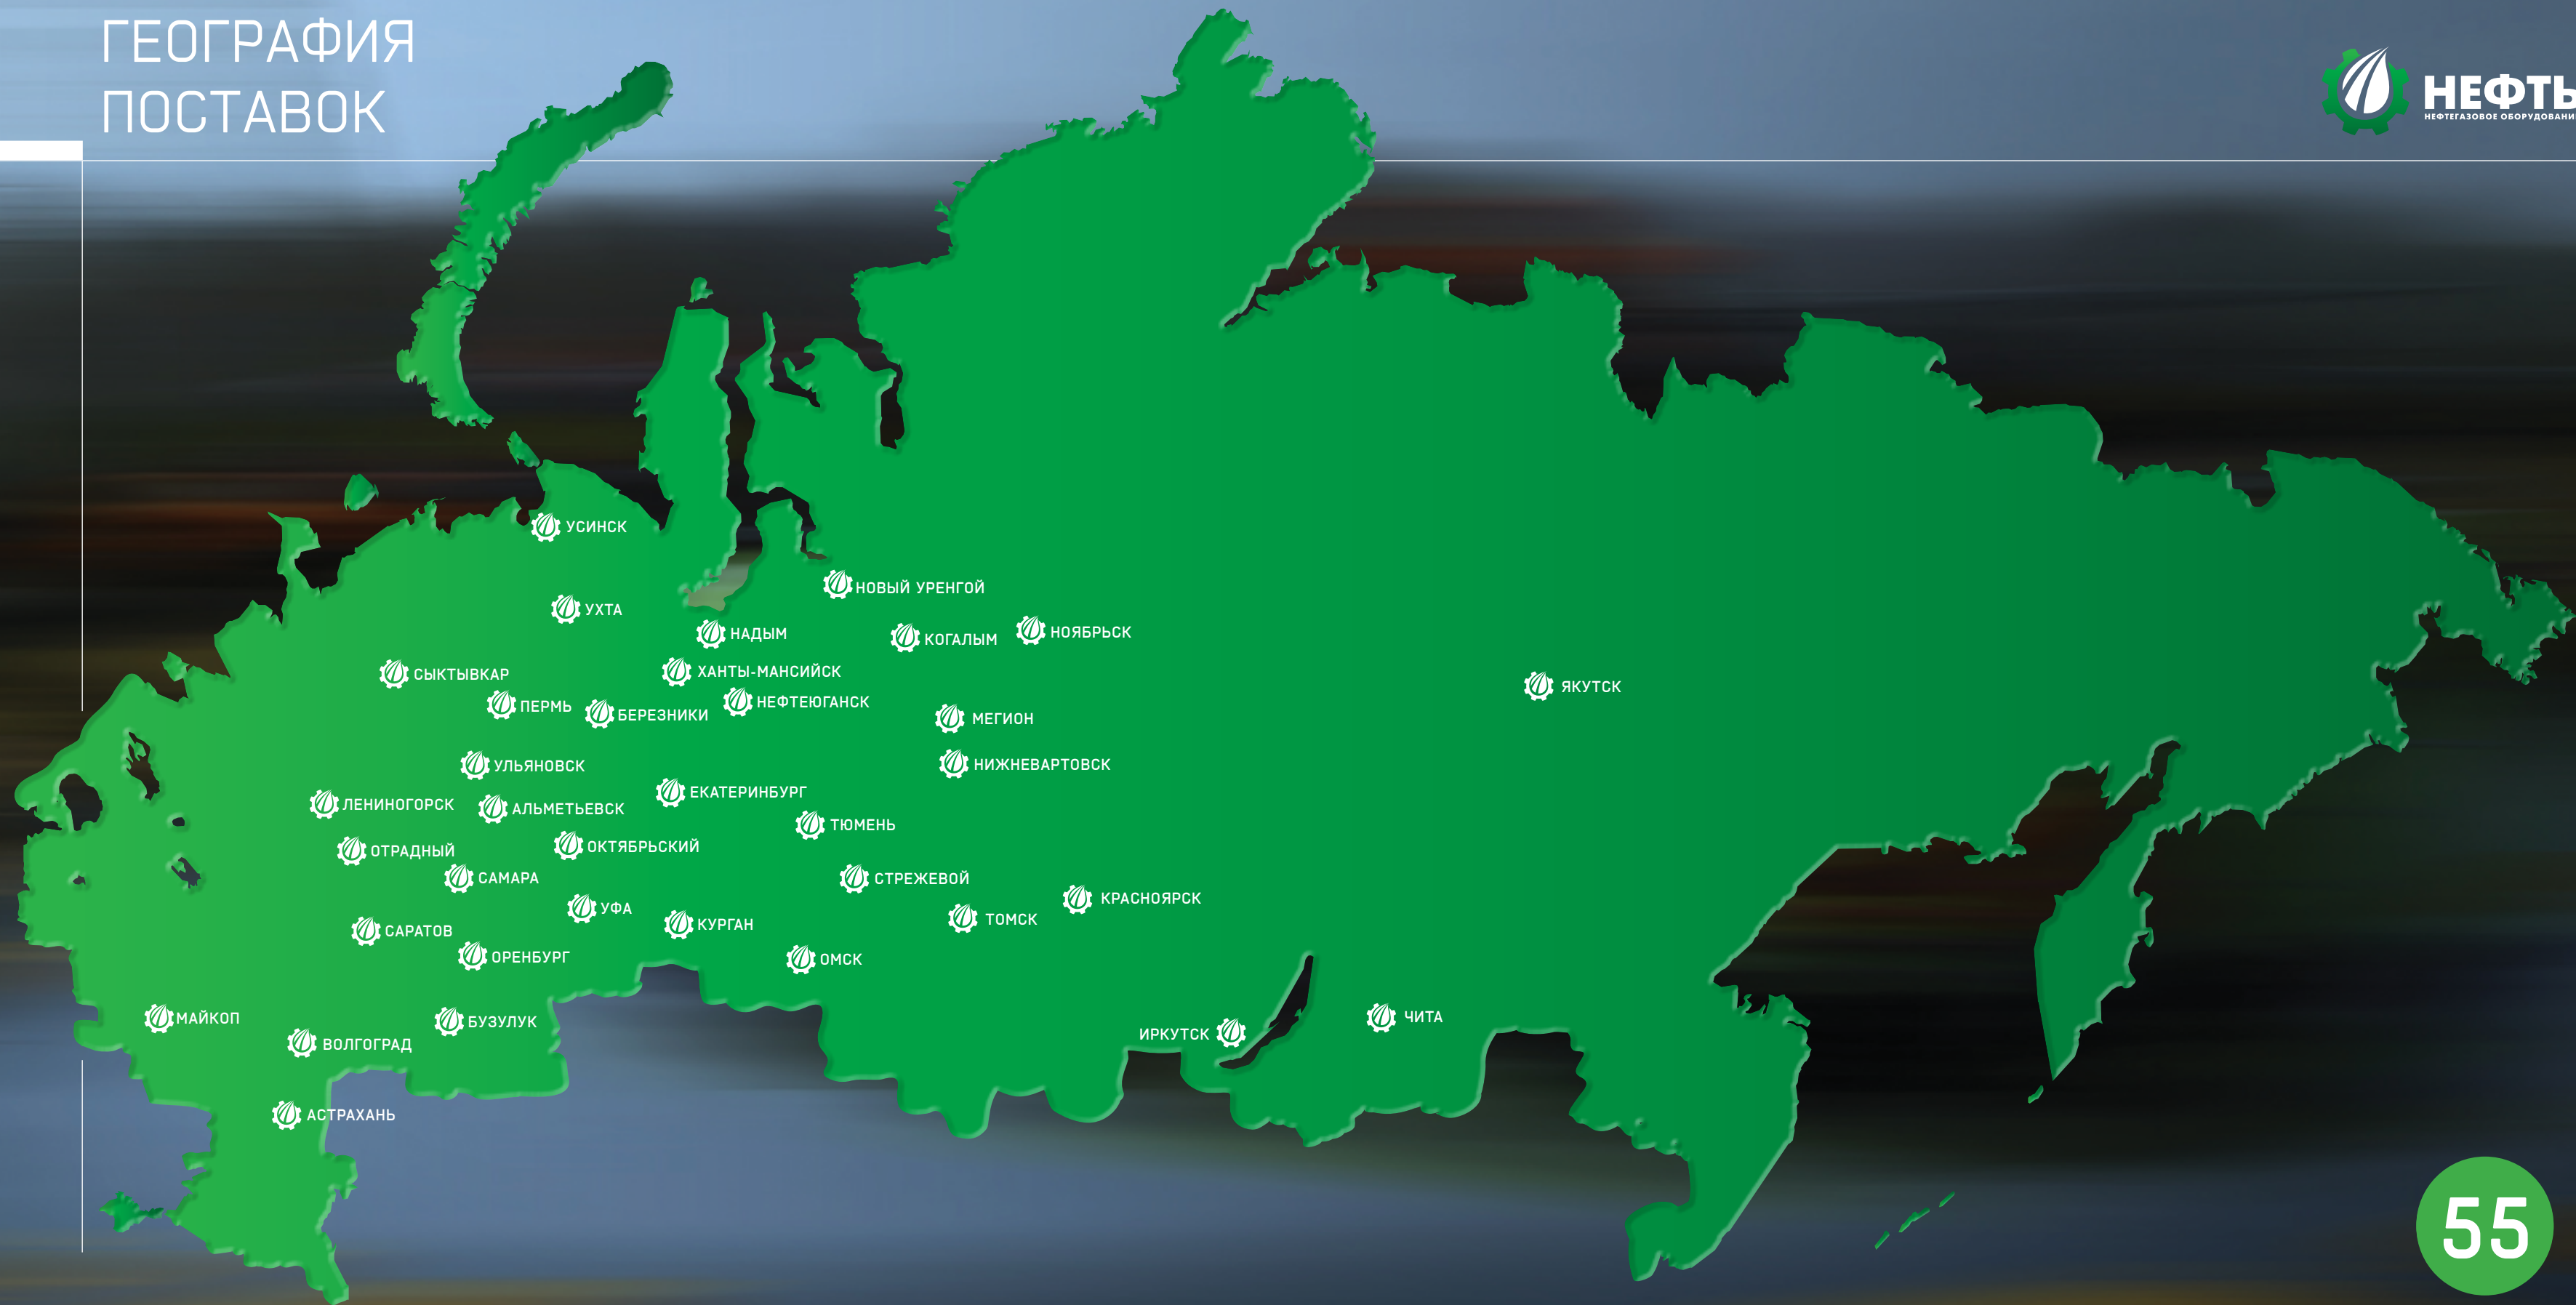 ГЕОГРАФИЯ
ПОСТАВОК
НЕФТЬ
НЕФТЕГАЗОВОЕ ОБОРУДОВАНИ
УСИНСК
НОВЫЙ УРЕНГОЙ
УХТА
НАДЫМ
КОГАЛЫМ
НОЯБРЬСК
СЫКТЫВКАР
ХАНТЫ-МАНСИЙСК
ЯКУТСК
ПЕРМЬ
БЕРЕЗНИКИ
НЕФТЕЮГАНСК
МЕГИОН
УЛЬЯНОВСК
НИЖНЕВАРТОВСК
ЛЕНИНОГОРСК
АЛЬМЕТЬЕВСК
ЕКАТЕРИНБУРГ
ТЮМЕНЬ
ОТРАДНЫЙ
ОКТЯБРЬСКИЙ
САМАРА
СТРЕЖЕВОЙ
КРАСНОЯРСК
УФА
КУРГАН
ТОМСК
САРАТОВ
ОРЕНБУРГ
ОМСК
МАЙКОП
БУЗУЛУК
ВОЛГОГРАД
ИРКУТСК
ЧИТА
АСТРАХАНЬ
55